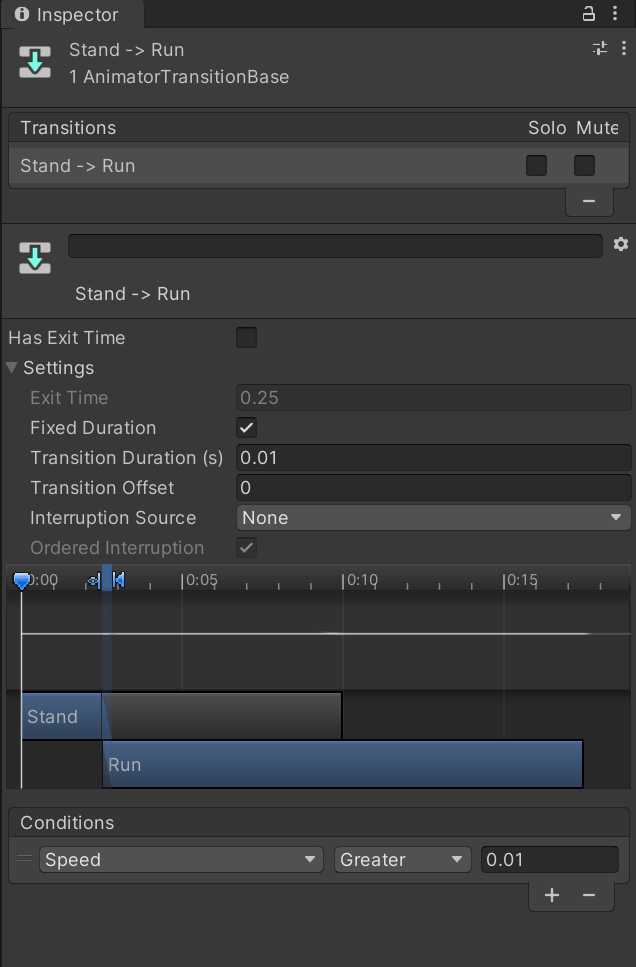 Inspector
Stand -> Run
1 AnimatorTransitionBase
Transitions Solo Mute
Stand -> Run
Stand -> Run
Has Exit Time
Settings
Exit Time 0.25
Fixed Duration
Transition Duration (s) 0.01
Transition Offset 0
Interruption Source None
Ordered Interruption
0:00 0:05 0:10 0:15
Stand
Run
Conditions
Speed Greater 0.01